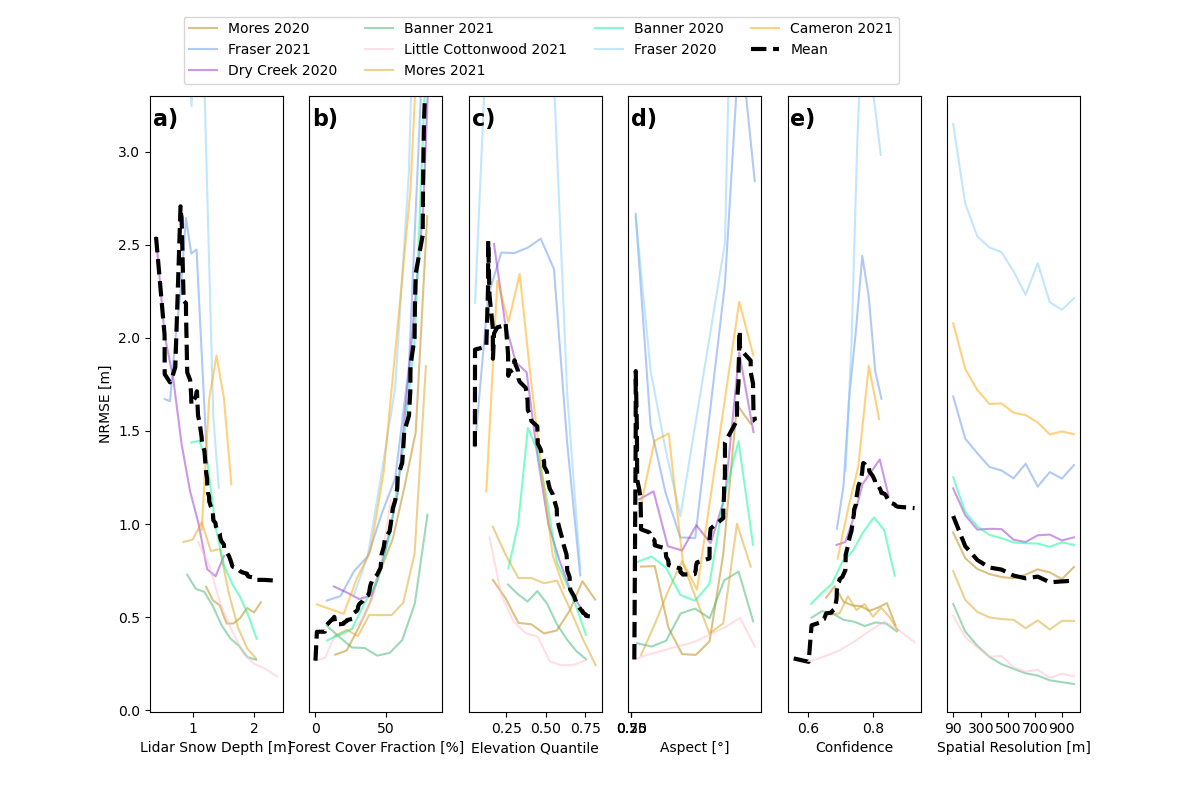 Mores 2020 Banner 2021 Banner 2020 Cameron 2021
Fraser 2021 Little Cottonwood 2021 Fraser 2020 Mean
Dry Creek 2020 Mores 2021
a) b) c) d) e)
3.0
2.5
2.0
1.5
1.0
0.5
0.0
NRMSE [m]
1 2 0 50 0.25 0.50 0.75 0.6 0.8 90 300 500 700 900
Lidar Snow Depth [m] Forest Cover Fraction [%] Elevation Quantile Aspect [°] Confidence Spatial Resolution [m]